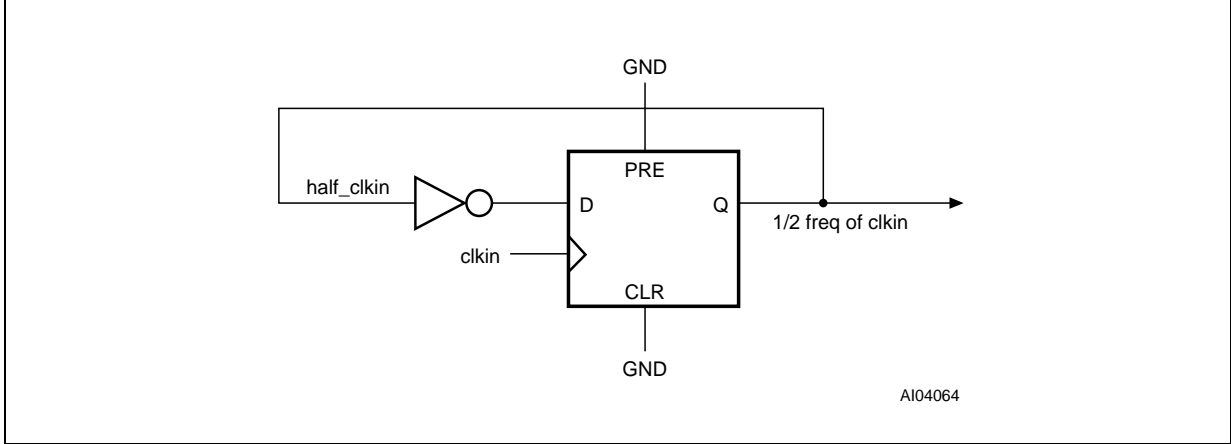 GND
PRE
half_clkin
D
Q
1/2 freq of clkin
clkin
CLR
GND
AI04064